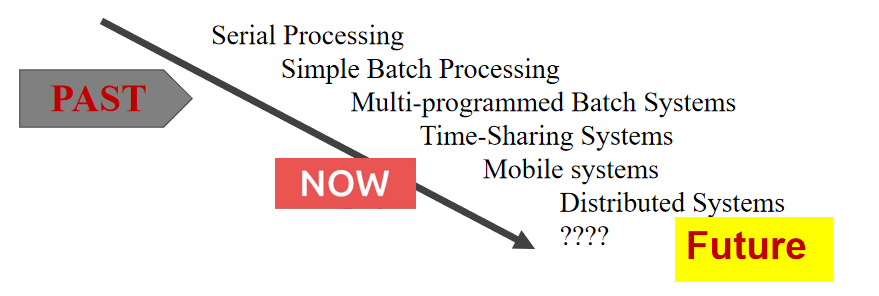 Serial Processing
Simple Batch Processing
PAST
Multi-programmed Batch Systems
Time-Sharing Systems
Mobile systems
NOW
Distributed Systems
????
Future